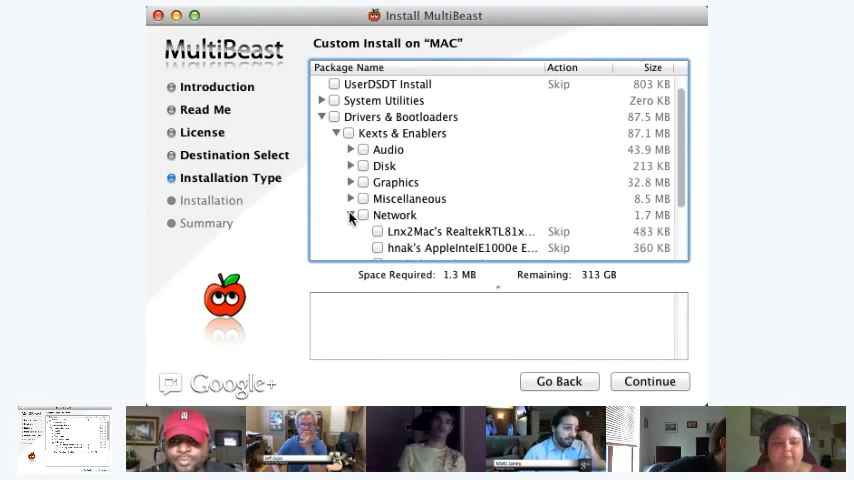 Install MultiBeast
MultiBeast
Custom Install on “MAC”
Package Name Action Size
UserDSDT Install Skip 803 KB
System Utilities Zero KB
Drivers & Bootloaders 87.5 MB
Kexts & Enablers 87.1 MB
Audio 43.9 MB
Disk 213 KB
Graphics 32.8 MB
Miscellaneous 8.5 MB
Network 1.7 MB
Lnx2Mac's RealtekRTL81x... Skip 483 KB
hnak's AppleIntelE1000e E... Skip 360 KB
Introduction
Read Me
License
Destination Select
Installation Type
Installation
Summary
Space Required: 1.3 MB Remaining: 313 GB
Google+
Go Back
Continue